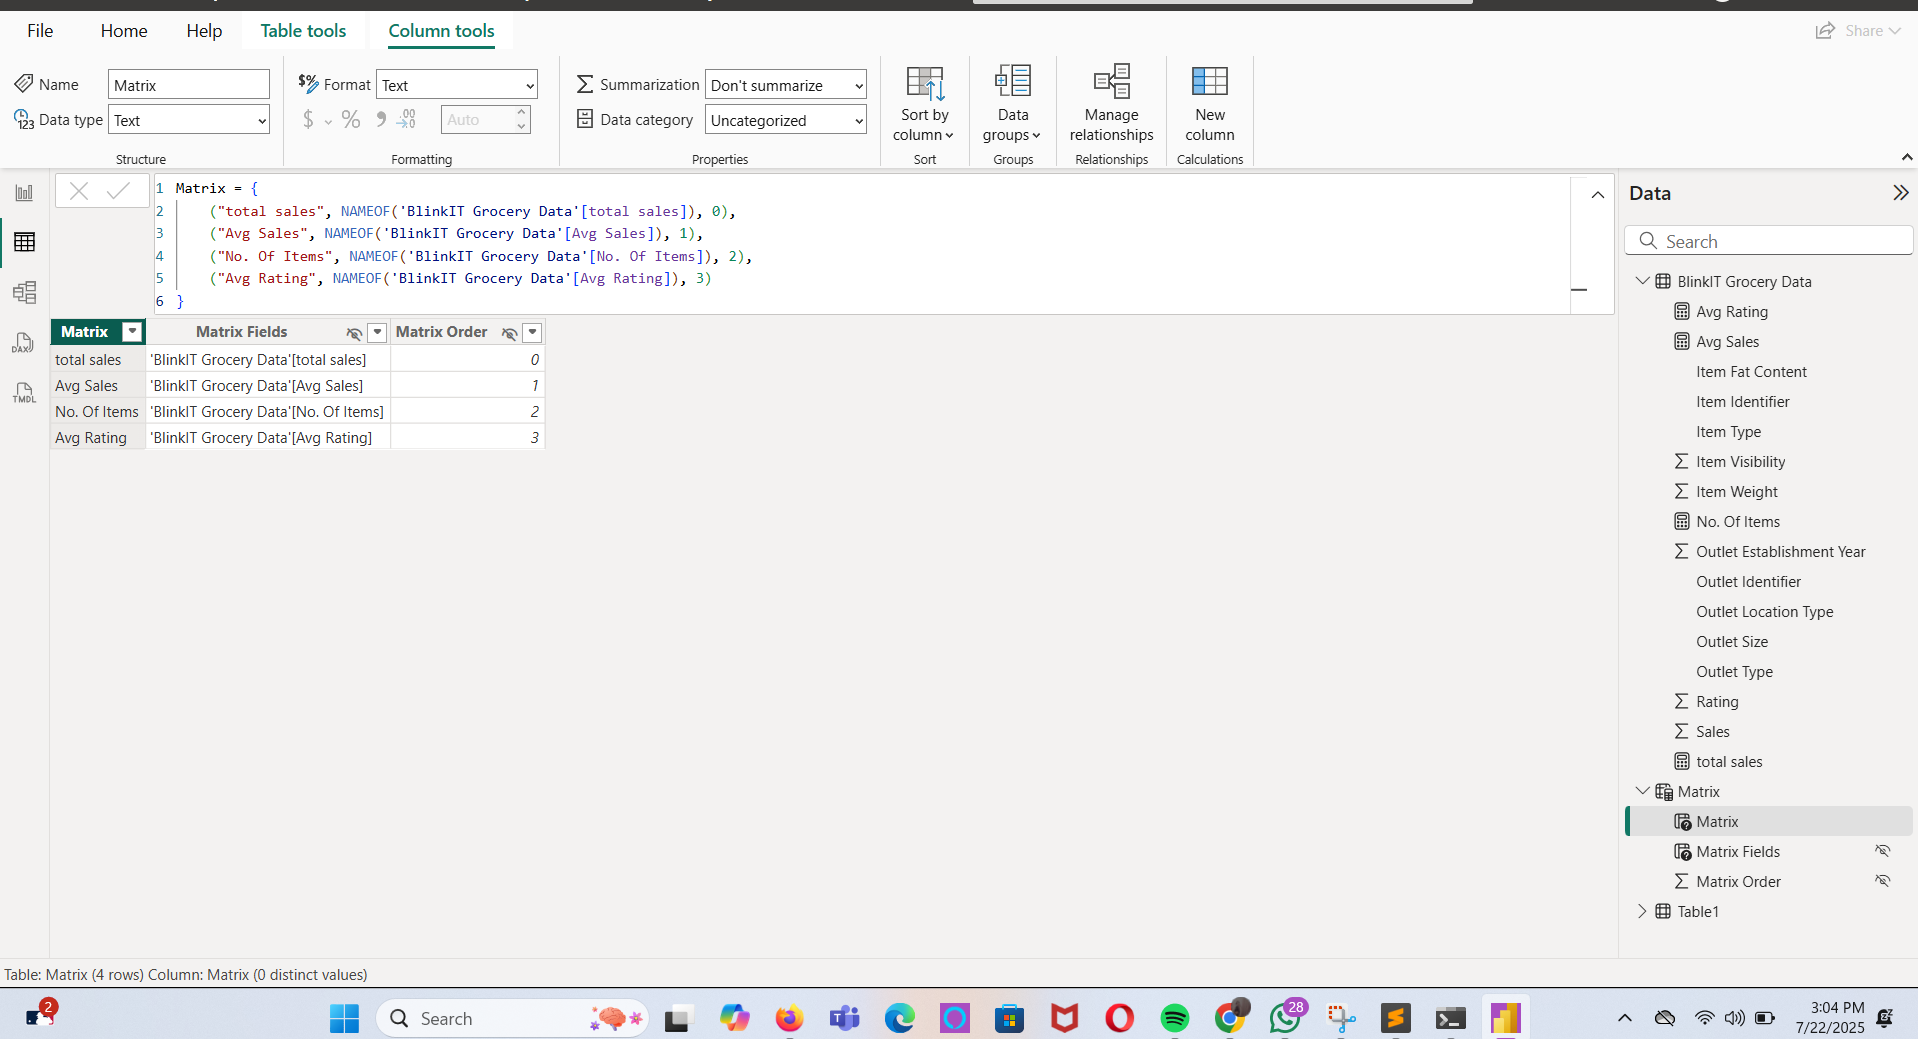 File Home Help Table tools Column tools Share
Name Matrix $% Format Text Summarization Don't summarize Sort by column Data groups Manage relationships New column
123 Data type Text $ % , .00 →.0 Auto Data category Uncategorized
Structure Formatting Properties Sort Groups Relationships Calculations
1 Matrix = {
2 ("total sales", NAMEOF('BlinkIT Grocery Data'[total sales]), 0),
3 ("Avg Sales", NAMEOF('BlinkIT Grocery Data'[Avg Sales]), 1),
4 ("No. Of Items", NAMEOF('BlinkIT Grocery Data'[No. Of Items]), 2),
5 ("Avg Rating", NAMEOF('BlinkIT Grocery Data'[Avg Rating]), 3)
6 }
Matrix Matrix Fields Matrix Order
total sales 'BlinkIT Grocery Data'[total sales] 0
Avg Sales 'BlinkIT Grocery Data'[Avg Sales] 1
No. Of Items 'BlinkIT Grocery Data'[No. Of Items] 2
Avg Rating 'BlinkIT Grocery Data'[Avg Rating] 3
DAX
TMDL
Data
Search
BlinkIT Grocery Data
Avg Rating
Avg Sales
Item Fat Content
Item Identifier
Item Type
Item Visibility
Item Weight
No. Of Items
Outlet Establishment Year
Outlet Identifier
Outlet Location Type
Outlet Size
Outlet Type
Rating
Sales
total sales
Matrix
Matrix
Matrix Fields
Matrix Order
Table1
Table: Matrix (4 rows) Column: Matrix (0 distinct values)
2 Search 28 3:04 PM
7/22/2025